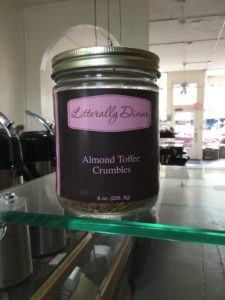 Litterally Divine
Almond Toffee
Crumbles
8 oz. (226. 8g)